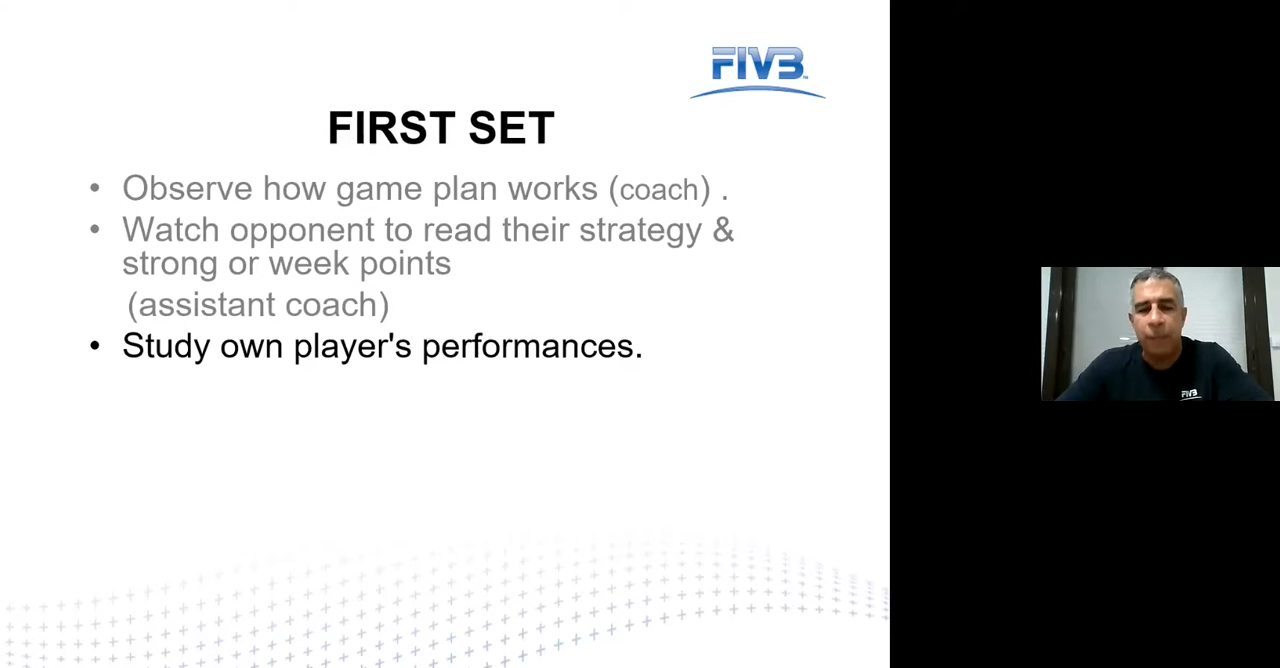 FIVB
FIRST SET
• Observe how game plan works (coach) .
• Watch opponent to read their strategy &
strong or week points
(assistant coach)
• Study own player's performances.
FIVB